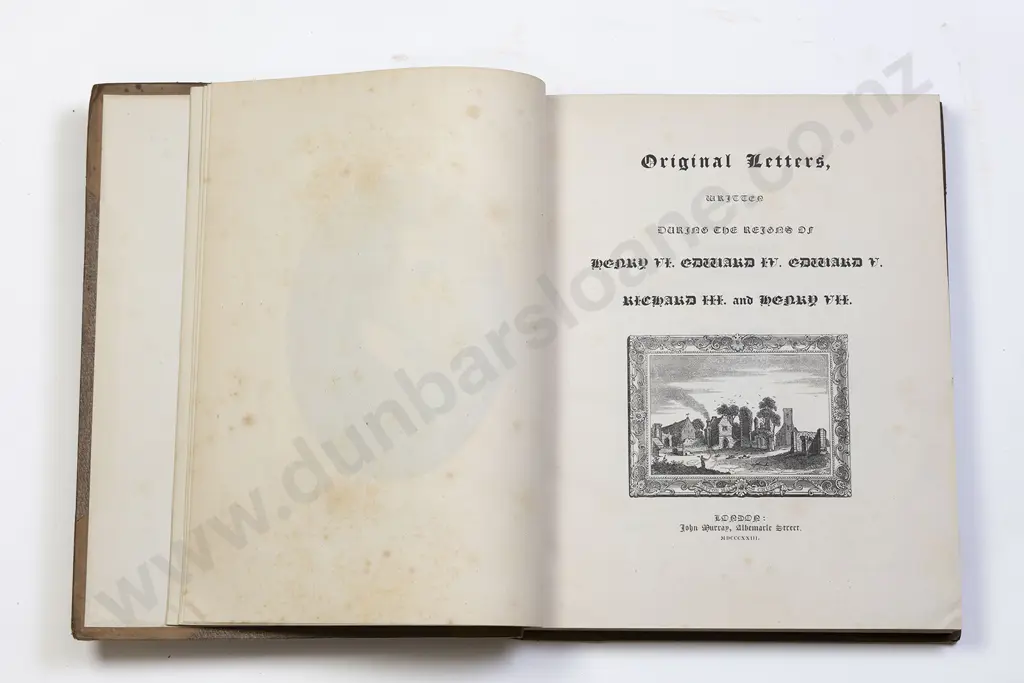 Original Letters,
WRITTEN
DURING THE REIGNS OF
HENRY VI. EDWARD IV. EDWARD V.
RICHARD III. and HENRY VII.
LONDON:
John Murray, Albemarle Street.
MDCCCXXIII.
www.dunbarsloane.co.nz